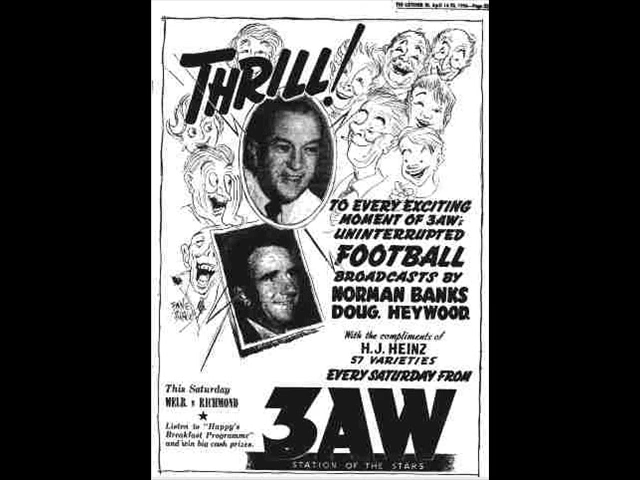 THRILL!
TO EVERY EXCITING
MOMENT OF 3AW'S
UNINTERRUPTED
FOOTBALL
BROADCASTS BY
NORMAN BANKS
DOUG. HEYWOOD
With the compliments of
H.J. HEINZ
57 VARIETIES
EVERY SATURDAY FROM
This Saturday
MELB. v RICHMOND
Listen to "Happy's
Breakfast Programme"
and win big cash prizes.
3AW
STATION OF THE STARS